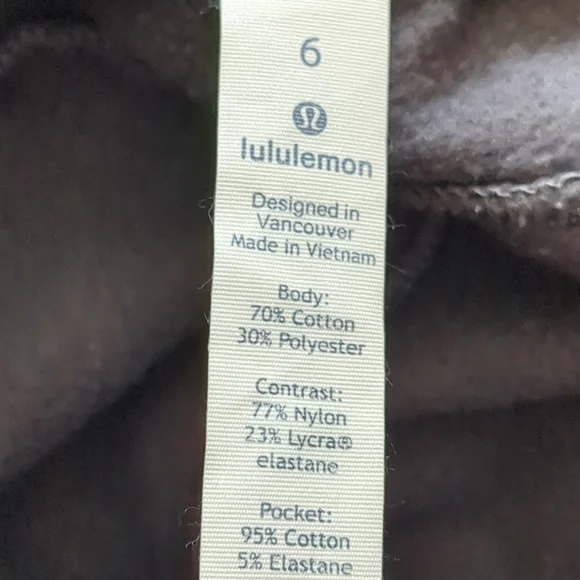 6
lululemon
Designed in
Vancouver
Made in Vietnam
Body:
70% Cotton
30% Polyester
Contrast:
77% Nylon
23% Lycra®
elastane
Pocket:
95% Cotton
5% Elastane